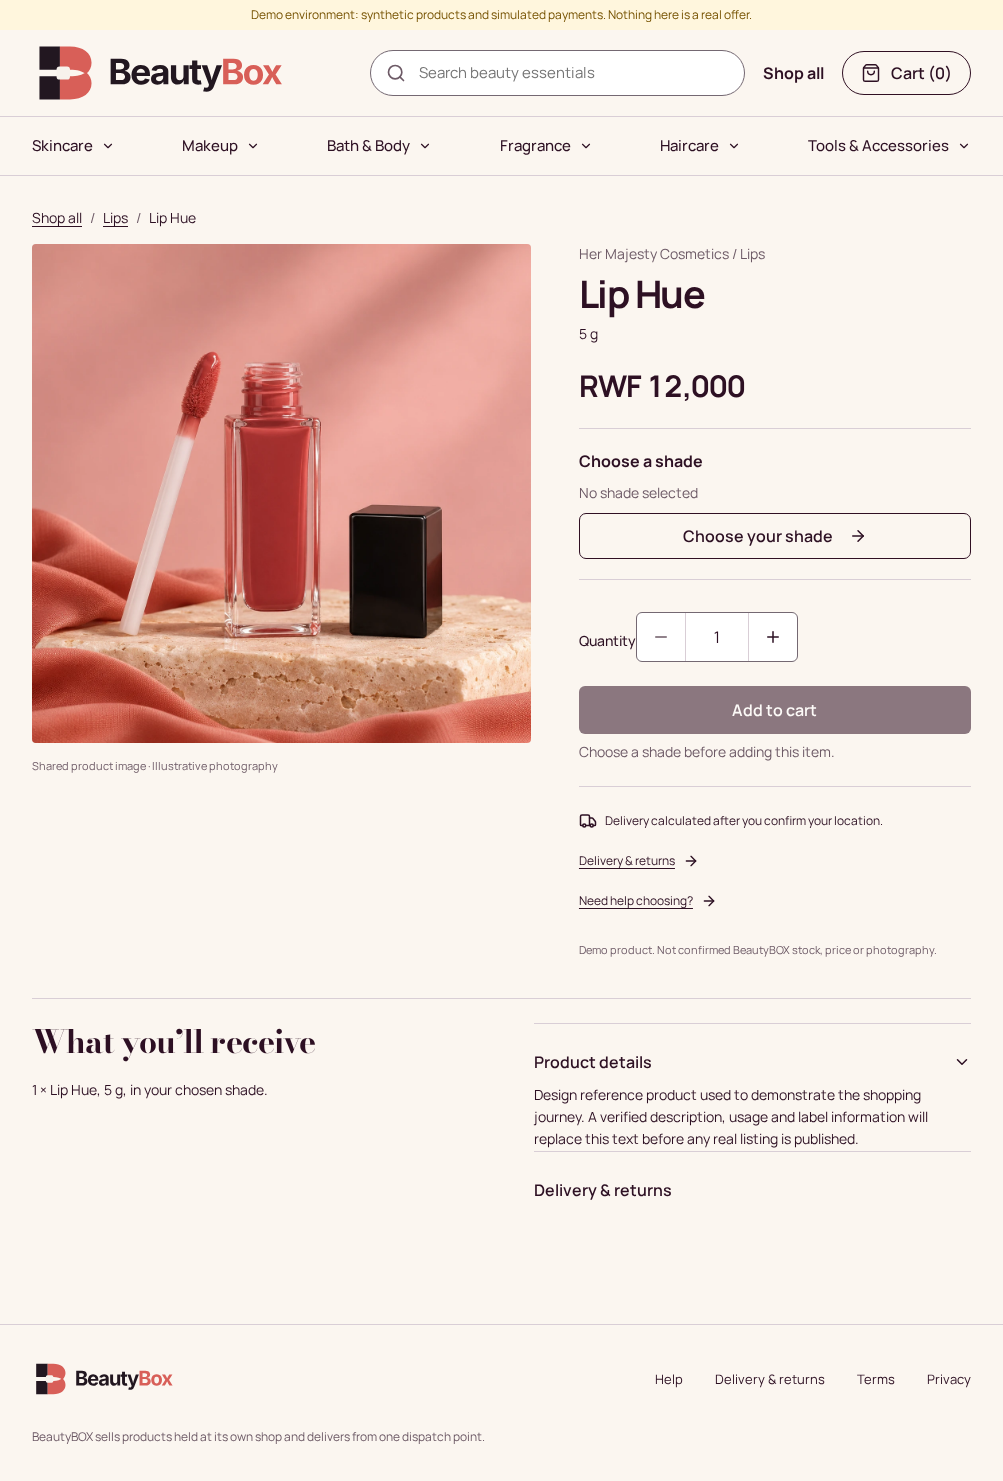 Demo environment: synthetic products and simulated payments. Nothing here is a real offer.
BeautyBox
Search beauty essentials
Shop all
Cart (0)
Skincare
Makeup
Bath & Body
Fragrance
Haircare
Tools & Accessories
Shop all / Lips / Lip Hue
Her Majesty Cosmetics / Lips
Lip Hue
5 g
RWF 12,000
Choose a shade
No shade selected
Choose your shade
Quantity
1
Add to cart
Choose a shade before adding this item.
Shared product image · Illustrative photography
Delivery calculated after you confirm your location.
Delivery & returns
Need help choosing?
Demo product. Not confirmed BeautyBOX stock, price or photography.
What you’ll receive
1 × Lip Hue, 5 g, in your chosen shade.
Product details
Design reference product used to demonstrate the shopping
journey. A verified description, usage and label information will
replace this text before any real listing is published.
Delivery & returns
BeautyBox
Help
Delivery & returns
Terms
Privacy
BeautyBOX sells products held at its own shop and delivers from one dispatch point.